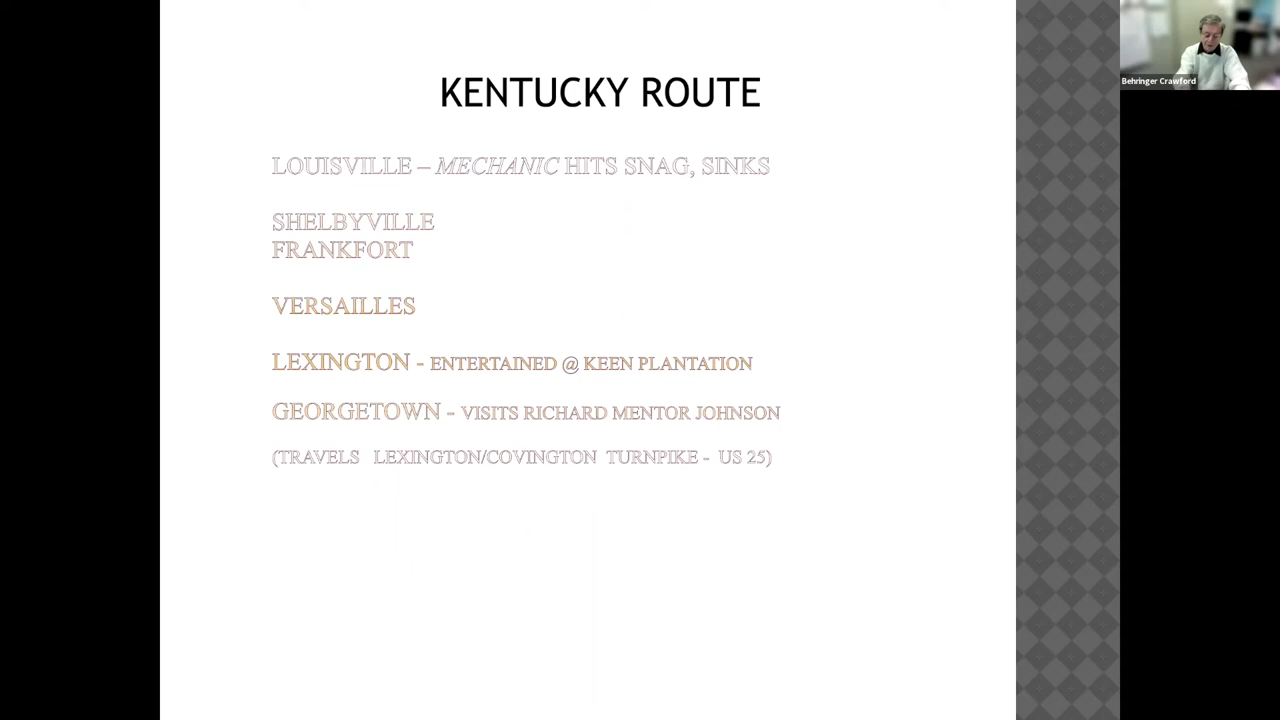 KENTUCKY ROUTE
LOUISVILLE – MECHANIC HITS SNAG, SINKS
SHELBYVILLE
FRANKFORT
VERSAILLES
LEXINGTON - ENTERTAINED @ KEEN PLANTATION
GEORGETOWN - VISITS RICHARD MENTOR JOHNSON
(TRAVELS LEXINGTON/COVINGTON TURNPIKE - US 25)
Behringer Crawford